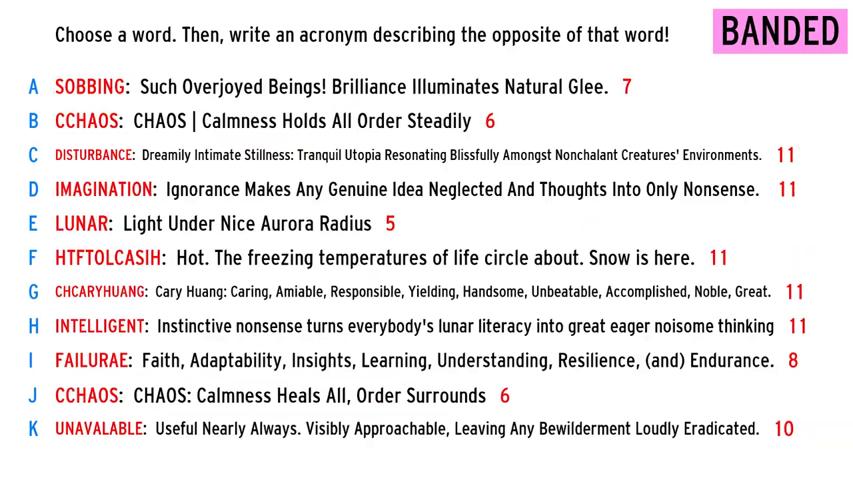 Choose a word. Then, write an acronym describing the opposite of that word! BANDED
A SOBBING: Such Overjoyed Beings! Brilliance Illuminates Natural Glee. 7
B CCHAOS: CHAOS | Calmness Holds All Order Steadily 6
C DISTURBANCE: Dreamily Intimate Stillness: Tranquil Utopia Resonating Blissfully Amongst Nonchalant Creatures' Environments. 11
D IMAGINATION: Ignorance Makes Any Genuine Idea Neglected And Thoughts Into Only Nonsense. 11
E LUNAR: Light Under Nice Aurora Radius 5
F HTFTOLCASIH: Hot. The freezing temperatures of life circle about. Snow is here. 11
G CHCARYHUANG: Cary Huang: Caring, Amiable, Responsible, Yielding, Handsome, Unbeatable, Accomplished, Noble, Great. 11
H INTELLIGENT: Instinctive nonsense turns everybody's lunar literacy into great eager noisome thinking 11
I FAILURAE: Faith, Adaptability, Insights, Learning, Understanding, Resilience, (and) Endurance. 8
J CCHAOS: CHAOS: Calmness Heals All, Order Surrounds 6
K UNAVALABLE: Useful Nearly Always. Visibly Approachable, Leaving Any Bewilderment Loudly Eradicated. 10